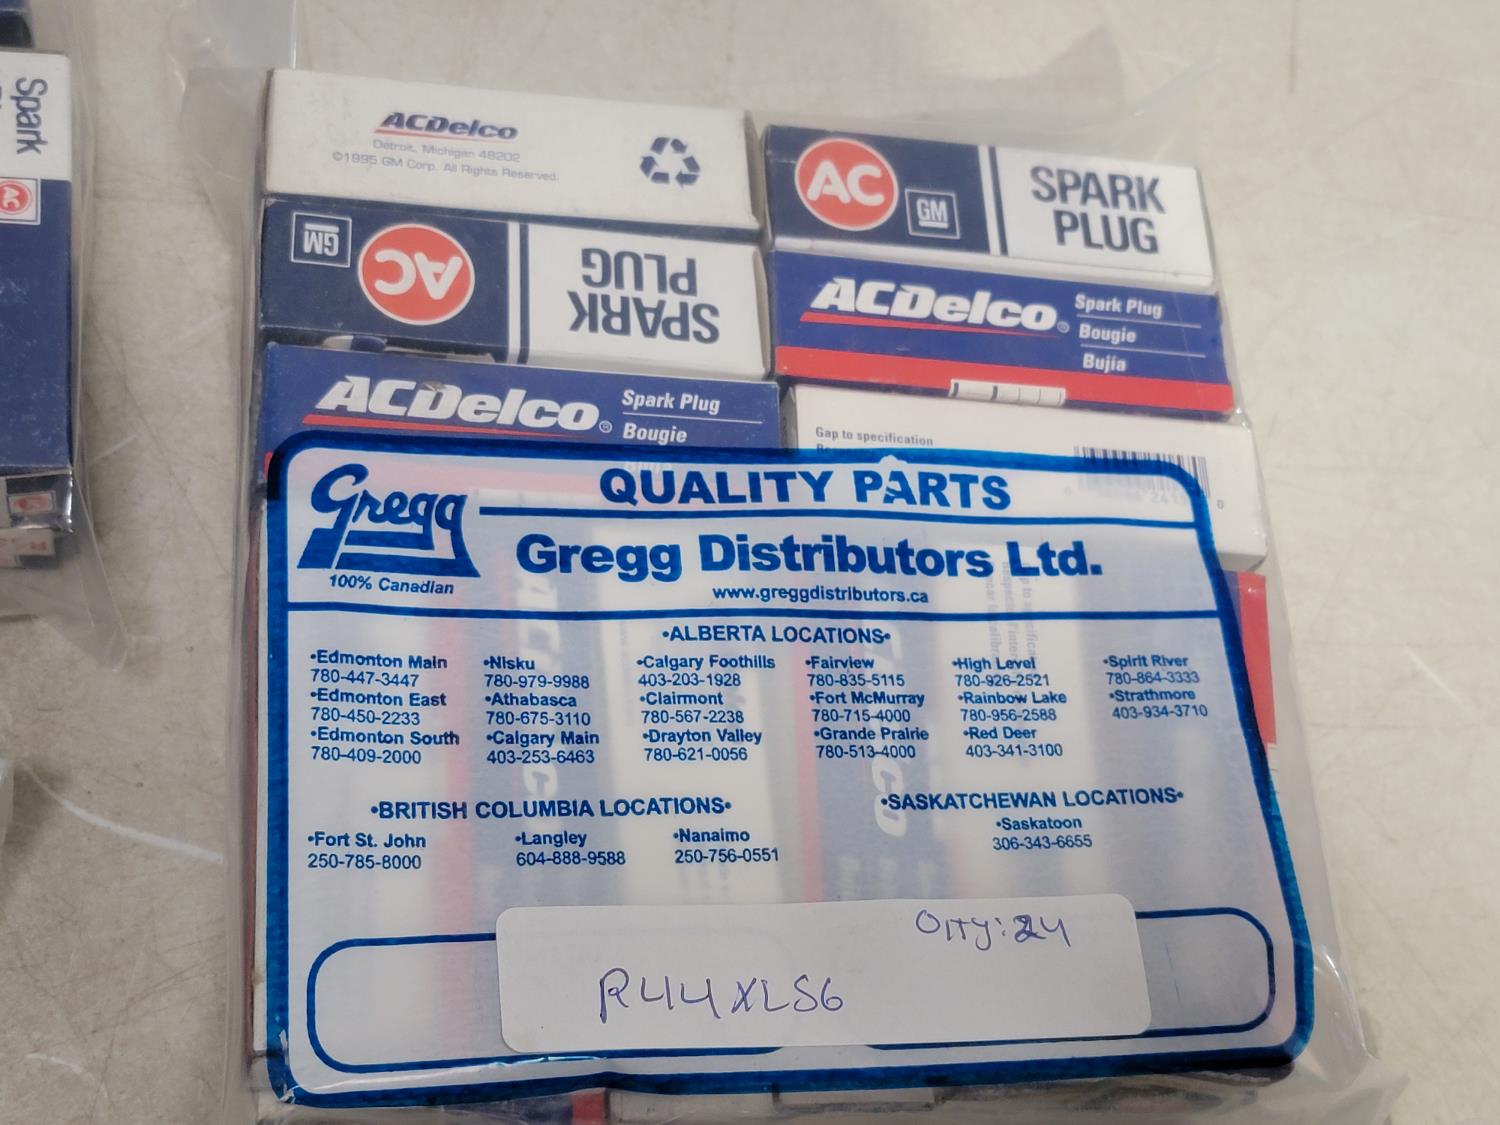 Spark
AC
ACDelco
Detroit, Michigan 48202
©1995 GM Corp. All Rights Reserved.
AC GM SPARK PLUG
GM AC SPARK PLUG
ACDelco® Spark Plug
Bougie
Bujia
ACDelco® Spark Plug
Bougie
Gap to specification
QUALITY PARTS
Gregg
100% Canadian
Gregg Distributors Ltd.
www.greggdistributors.ca
•ALBERTA LOCATIONS•
•Edmonton Main
780-447-3447
•Edmonton East
780-450-2233
•Edmonton South
780-409-2000
•Nisku
780-979-9988
•Athabasca
780-675-3110
•Calgary Main
403-253-6463
•Calgary Foothills
403-203-1928
•Clairmont
780-567-2238
•Drayton Valley
780-621-0056
•Fairview
780-835-5115
•Fort McMurray
780-715-4000
•Grande Prairie
780-513-4000
•High Level
780-926-2521
•Rainbow Lake
780-956-2588
•Red Deer
403-341-3100
•Spirit River
780-864-3333
•Strathmore
403-934-3710
•BRITISH COLUMBIA LOCATIONS•
•Fort St. John
250-785-8000
•Langley
604-888-9588
•Nanaimo
250-756-0551
•SASKATCHEWAN LOCATIONS•
•Saskatoon
306-343-6655
QTY: 24
R44XLS6